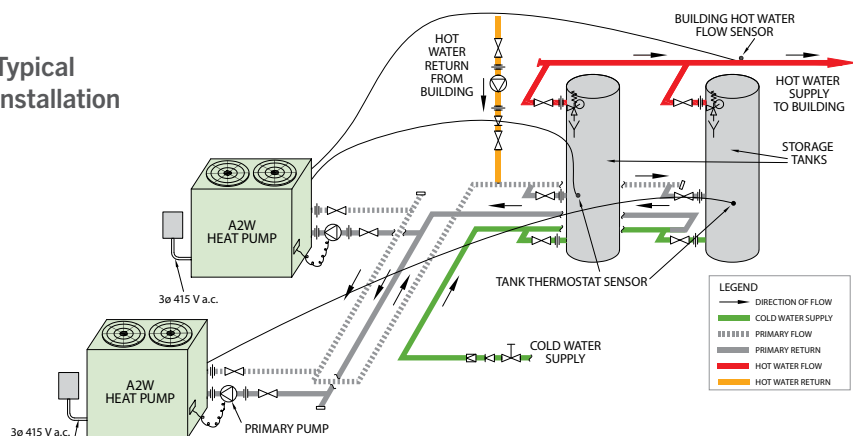 Typical
Installation
HOT
WATER
RETURN
FROM
BUILDING
BUILDING HOT WATER
FLOW SENSOR
HOT WATER
SUPPLY
TO BUILDING
STORAGE
TANKS
A2W
HEAT PUMP
3ø 415 V a.c.
TANK THERMOSTAT SENSOR
COLD WATER
SUPPLY
A2W
HEAT PUMP
3ø 415 V a.c.
PRIMARY PUMP
LEGEND
DIRECTION OF FLOW
COLD WATER SUPPLY
PRIMARY FLOW
PRIMARY RETURN
HOT WATER FLOW
HOT WATER RETURN